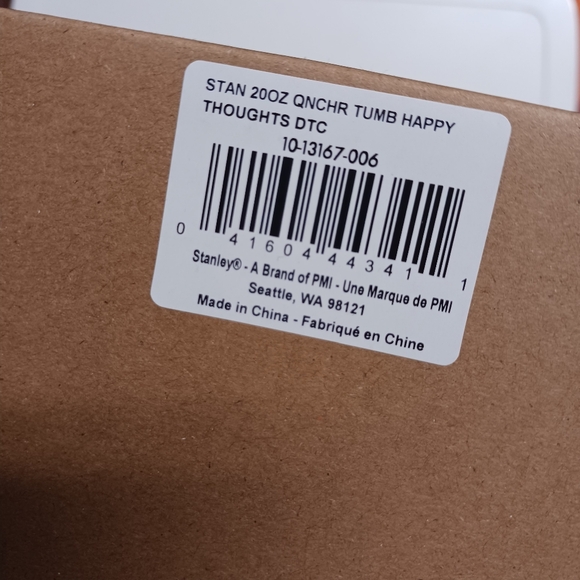 STAN 20OZ QNCHR TUMB HAPPY
THOUGHTS DTC
10-13167-006
0 41604 44341 1
Stanley® - A Brand of PMI - Une Marque de PMI
Seattle, WA 98121
Made in China - Fabriqué en Chine